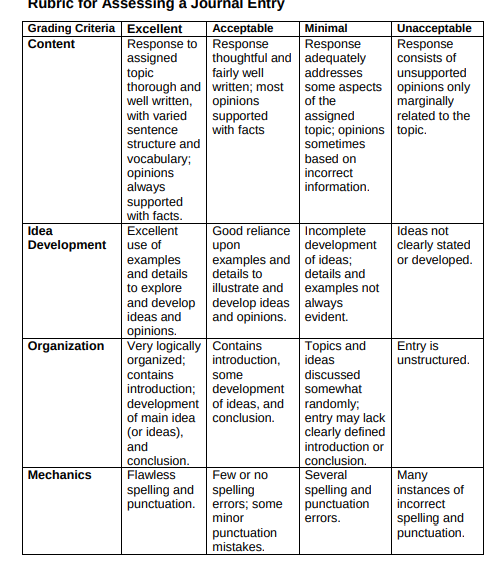 Rubric for Assessing a Journal Entry
Grading Criteria Excellent Acceptable Minimal Unacceptable
Content
Response to
assigned
topic
thorough and
well written,
with varied
sentence
structure and
vocabulary;
opinions
always
supported
with facts.
Response
thoughtful and
fairly well
written; most
opinions
supported
with facts
Response
adequately
addresses
some aspects
of the
assigned
topic; opinions
sometimes
based on
incorrect
information.
Response
consists of
unsupported
opinions only
marginally
related to the
topic.
Idea
Development
Excellent
use of
examples
and details
to explore
and develop
ideas and
opinions.
Good reliance
upon
examples and
details to
illustrate and
develop ideas
and opinions.
Incomplete
development
of ideas;
details and
examples not
always
evident.
Ideas not
clearly stated
or developed.
Organization
Very logically
organized;
contains
introduction;
development
of main idea
(or ideas),
and
conclusion.
Contains
introduction,
some
development
of ideas, and
conclusion.
Topics and
ideas
discussed
somewhat
randomly;
entry may lack
clearly defined
introduction or
conclusion.
Entry is
unstructured.
Mechanics
Flawless
spelling and
punctuation.
Few or no
spelling
errors; some
minor
punctuation
mistakes.
Several
spelling and
punctuation
errors.
Many
instances of
incorrect
spelling and
punctuation.